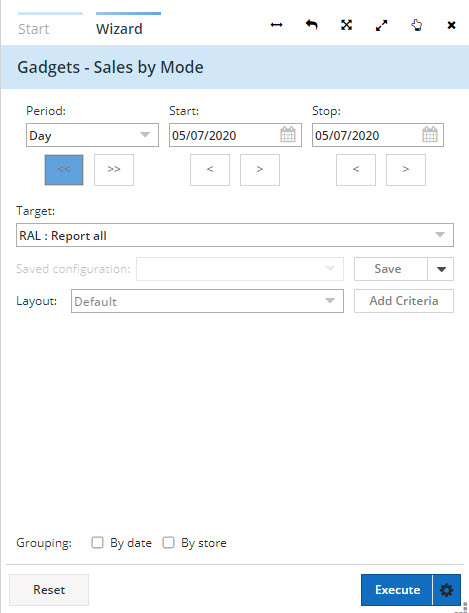 Start Wizard
Gadgets - Sales by Mode
Period: Start: Stop:
Day 05/07/2020 05/07/2020
<< >> < > < >
Target:
RAL : Report all
Saved configuration: Save
Layout: Default Add Criteria
Grouping: By date By store
Reset Execute